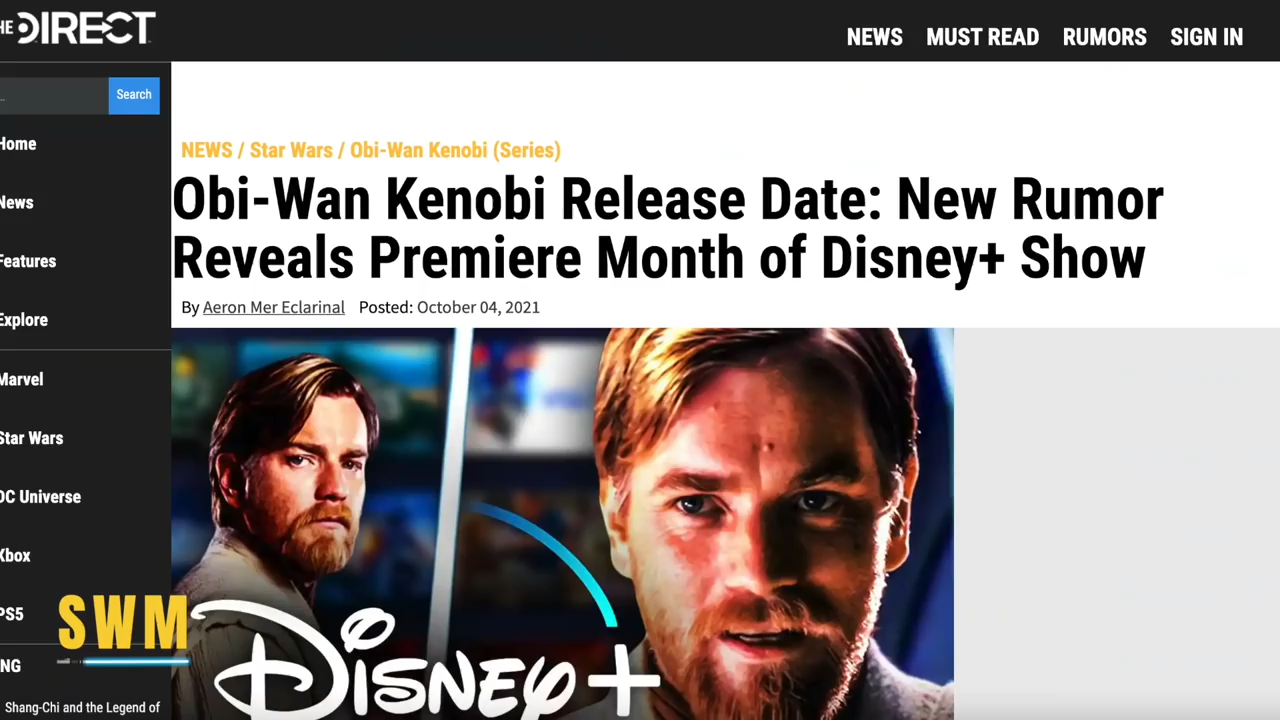 THE DIRECT
NEWS MUST READ RUMORS SIGN IN
Search
Home
NEWS / Star Wars / Obi-Wan Kenobi (Series)
News
Obi-Wan Kenobi Release Date: New Rumor
Reveals Premiere Month of Disney+ Show
Features
By Aeron Mer Eclarinal Posted: October 04, 2021
Explore
Marvel
Star Wars
DC Universe
Xbox
PS5
SWM
Disney+
NG
Shang-Chi and the Legend of